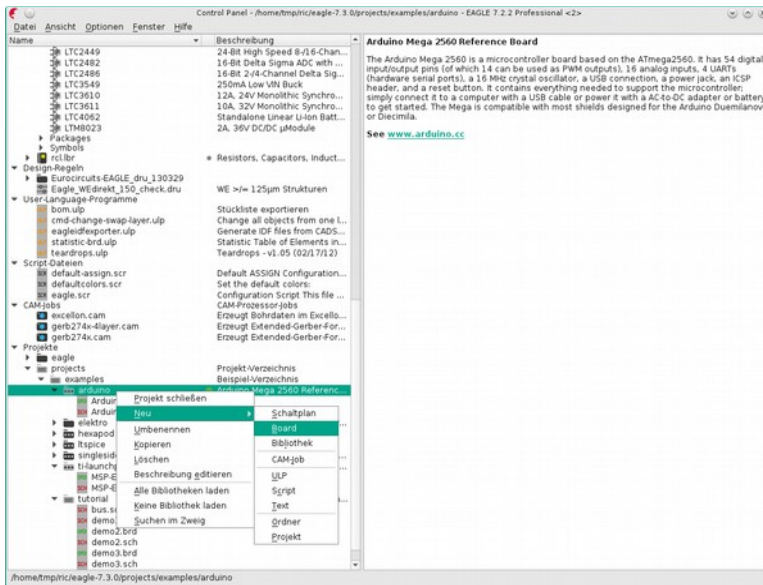 Control Panel - /home/tmp/ric/eagle-7.3.0/projects/examples/arduino - EAGLE 7.2.2 Professional <2>
Datei Ansicht Optionen Fenster Hilfe
Name Beschreibung
LTC2449 24-Bit High Speed 8-/16-Chan...
LTC2482 16-Bit Delta Sigma ADC with ...
LTC2486 16-Bit 2-/4-Channel Delta Sig...
LTC3549 250mA Low VIN Buck
LTC3610 12A, 24V Monolithic Synchro...
LTC3611 10A, 32V Monolithic Synchro...
LTC4062 Standalone Linear Li-Ion Batt...
LTM8023 2A, 36V DC/DC µModule
Packages
Symbols
rcl.lbr Resistors, Capacitors, Induct...
Design-Regeln
Eurocircuits-EAGLE_dru_130329
Eagle_WEdirekt_150_check.dru WE >/= 125µm Strukturen
User-Language-Programme
bom.ulp Stückliste exportieren
cmd-change-swap-layer.ulp Change all objects from one l...
eagleidfexporter.ulp Generate IDF files from CADS...
statistic-brd.ulp Statistic Table of Elements in...
teardrops.ulp Teardrops - v1.05 (02/17/12)
Script-Dateien
default-assign.scr Default ASSIGN Configuration...
defaultcolors.scr Set the default colors:
eagle.scr Configuration Script This file ...
CAM-Jobs CAM-Prozessor-Jobs
excellon.cam Erzeugt Bohrdaten im Excello...
gerb274x-4layer.cam Erzeugt Extended-Gerber-For...
gerb274x.cam Erzeugt Extended-Gerber-For...
Projekte
eagle
projects Projekt-Verzeichnis
examples Beispiel-Verzeichnis
arduino Arduino Mega 2560 Referenc...
Arduin
Arduin
elektro
hexapod
ltspice
singlesid
ti-launchp
MSP-E
MSP-E
tutorial
bus.s
demo
demo2.brd
demo2.sch
demo3.brd
demo3.sch
Projekt schließen
Neu
Umbenennen
Kopieren
Löschen
Beschreibung editieren
Alle Bibliotheken laden
Keine Bibliothek laden
Suchen im Zweig
Schaltplan
Board
Bibliothek
CAM-Job
ULP
Script
Text
Ordner
Projekt
Arduino Mega 2560 Reference Board
The Arduino Mega 2560 is a microcontroller board based on the ATmega2560. It has 54 digital
input/output pins (of which 14 can be used as PWM outputs), 16 analog inputs, 4 UARTs
(hardware serial ports), a 16 MHz crystal oscillator, a USB connection, a power jack, an ICSP
header, and a reset button. It contains everything needed to support the microcontroller;
simply connect it to a computer with a USB cable or power it with a AC-to-DC adapter or battery
to get started. The Mega is compatible with most shields designed for the Arduino Duemilanov
or Diecimila.
See www.arduino.cc
/home/tmp/ric/eagle-7.3.0/projects/examples/arduino